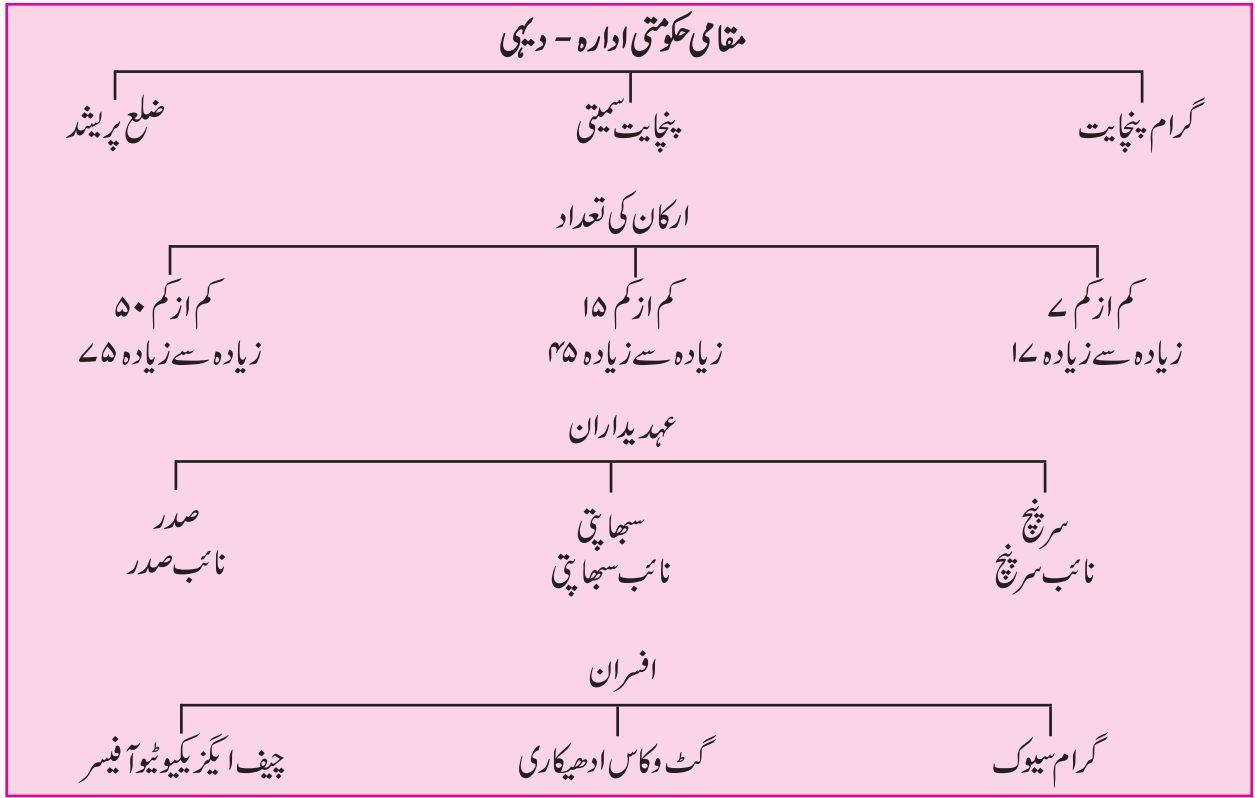 مقامی حکومتی ادارہ – دیہی
گرام پنچایت پنچایت سمیتی ضلع پریشد
ارکان کی تعداد
کم از کم ۷ کم از کم ۱۵ کم از کم ۵۰
زیادہ سے زیادہ ۱۷ زیادہ سے زیادہ ۴۵ زیادہ سے زیادہ ۷۵
عہدیداران
سرپنچ سبھاپتی صدر
نائب سرپنچ نائب سبھاپتی نائب صدر
افسران
گرام سیوک گٹ وکاس ادھیکاری چیف ایگزیکیوٹیو آفیسر